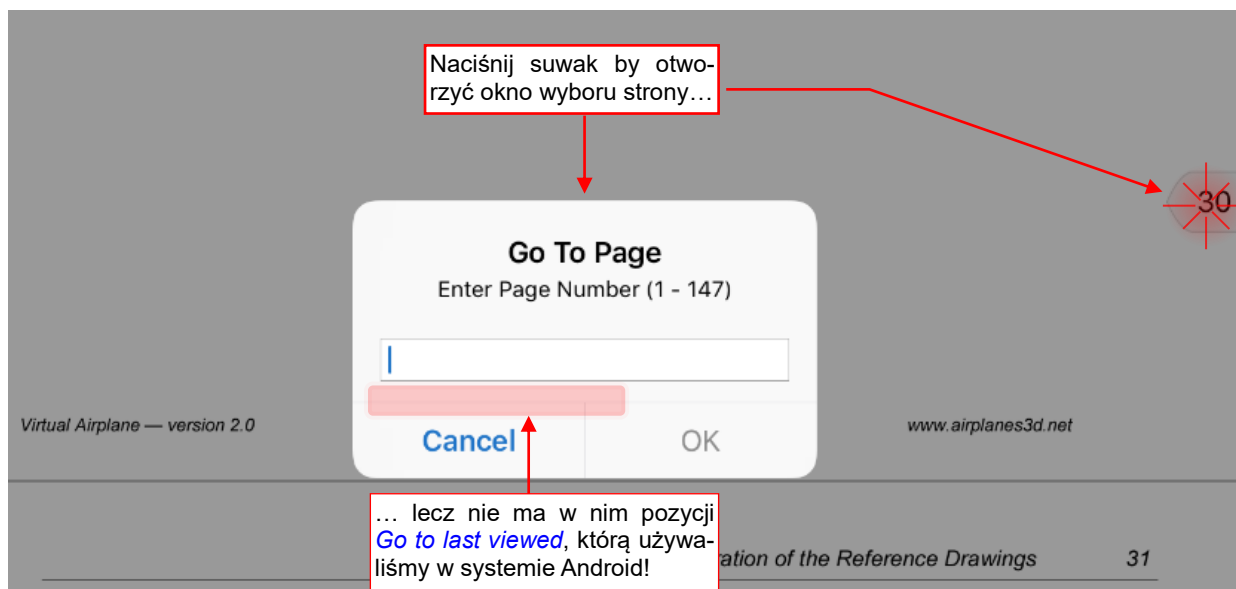 Naciśnij suwak by otwo-
rzyć okno wyboru strony…
30
Go To Page
Enter Page Number (1 - 147)
Virtual Airplane — version 2.0
www.airplanes3d.net
Cancel
OK
… lecz nie ma w nim pozycji
Go to last viewed, którą używa-
liśmy w systemie Android!
of the Reference Drawings
31